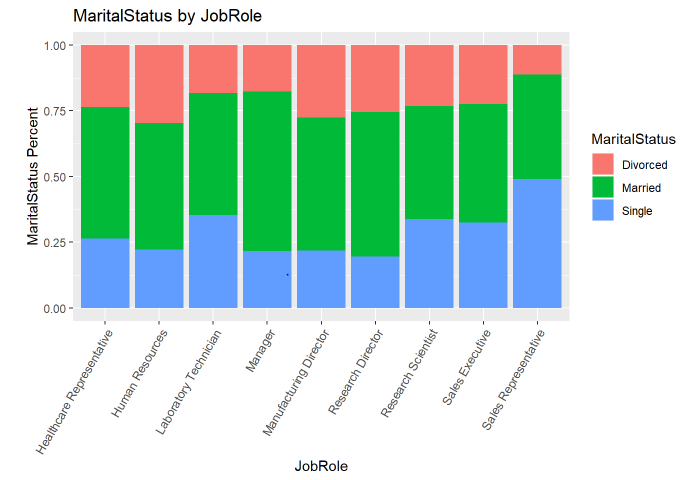 MaritalStatus by JobRole
1.00
0.75
0.50
0.25
0.00
MaritalStatus Percent
Healthcare Representative
Human Resources
Laboratory Technician
Manager
Manufacturing Director
Research Director
Research Scientist
Sales Executive
Sales Representative
JobRole
MaritalStatus
Divorced
Married
Single